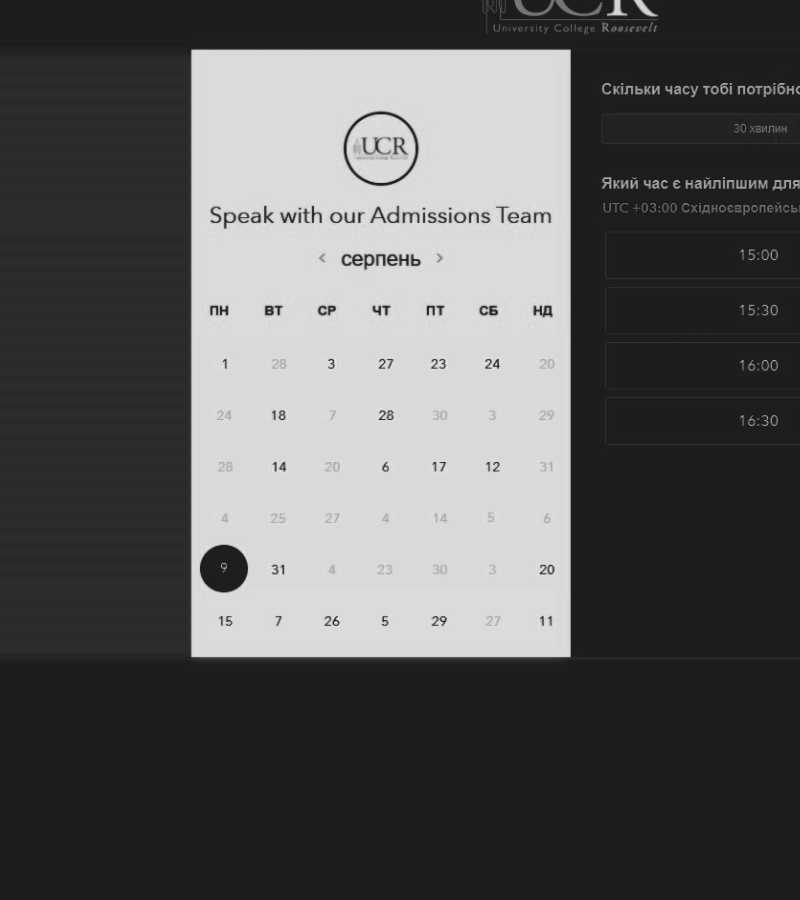 UCR
University College Roosevelt
UCR
Speak with our Admissions Team
серпень
ПН ВТ СР ЧТ ПТ СБ НД
1 28 3 27 23 24 20
24 18 7 28 30 3 29
28 14 20 6 17 12 31
4 25 27 4 14 5 6
9 31 4 23 30 3 20
15 7 26 5 29 27 11
Скільки часу тобі потрібно
30 хвилин
Який час є найліпшим для
UTC +03:00 Східноєвропейсь
15:00
15:30
16:00
16:30